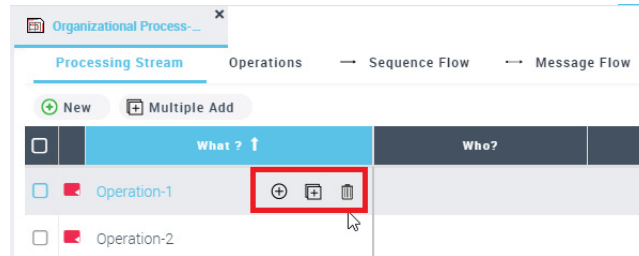 Organizational Process-...
Processing Stream Operations Sequence Flow Message Flow
New Multiple Add
What ? Who?
Operation-1
Operation-2